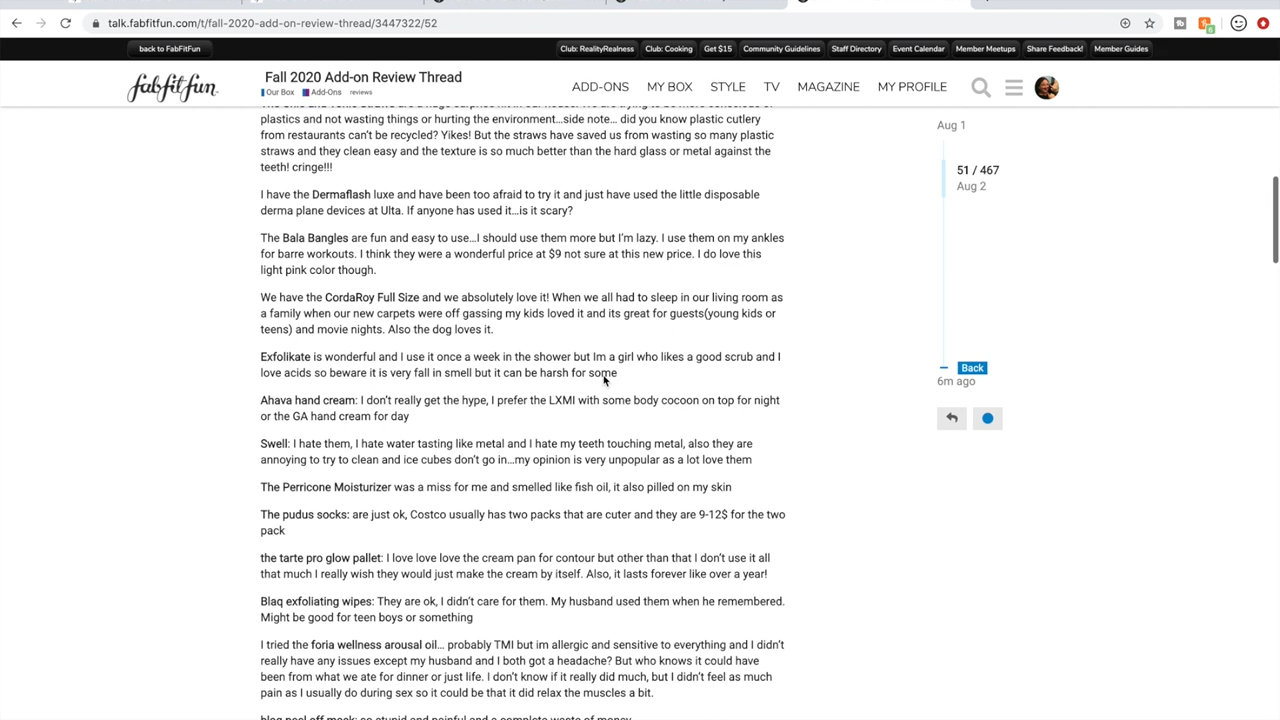 talk.fabfitfun.com/t/fall-2020-add-on-review-thread/3447322/52
back to FabFitFun
Club: RealityRealness
Club: Cooking
Get $15
Community Guidelines
Staff Directory
Event Calendar
Member Meetups
Share Feedback!
Member Guides
fabfitfun.
Fall 2020 Add-on Review Thread
Our Box Add-Ons reviews
ADD-ONS
MY BOX
STYLE
TV
MAGAZINE
MY PROFILE
plastics and not wasting things or hurting the environment…side note… did you know plastic cutlery
from restaurants can't be recycled? Yikes! But the straws have saved us from wasting so many plastic
straws and they clean easy and the texture is so much better than the hard glass or metal against the
teeth! cringe!!!
I have the Dermaflash luxe and have been too afraid to try it and just have used the little disposable
derma plane devices at Ulta. If anyone has used it…is it scary?
The Bala Bangles are fun and easy to use…I should use them more but I'm lazy. I use them on my ankles
for barre workouts. I think they were a wonderful price at $9 not sure at this new price. I do love this
light pink color though.
We have the CordaRoy Full Size and we absolutely love it! When we all had to sleep in our living room as
a family when our new carpets were off gassing my kids loved it and its great for guests(young kids or
teens) and movie nights. Also the dog loves it.
Exfolikate is wonderful and I use it once a week in the shower but Im a girl who likes a good scrub and I
love acids so beware it is very fall in smell but it can be harsh for some
Ahava hand cream: I don't really get the hype, I prefer the LXMI with some body cocoon on top for night
or the GA hand cream for day
Swell: I hate them, I hate water tasting like metal and I hate my teeth touching metal, also they are
annoying to try to clean and ice cubes don't go in…my opinion is very unpopular as a lot love them
The Perricone Moisturizer was a miss for me and smelled like fish oil, it also pilled on my skin
The pudus socks: are just ok, Costco usually has two packs that are cuter and they are 9-12$ for the two
pack
the tarte pro glow pallet: I love love love the cream pan for contour but other than that I don't use it all
that much I really wish they would just make the cream by itself. Also, it lasts forever like over a year!
Blaq exfoliating wipes: They are ok, I didn't care for them. My husband used them when he remembered.
Might be good for teen boys or something
I tried the foria wellness arousal oil… probably TMI but im allergic and sensitive to everything and I didn't
really have any issues except my husband and I both got a headache? But who knows it could have
been from what we ate for dinner or just life. I don't know if it really did much, but I didn't feel as much
pain as I usually do during sex so it could be that it did relax the muscles a bit.
Aug 1
51 / 467
Aug 2
Back
6m ago